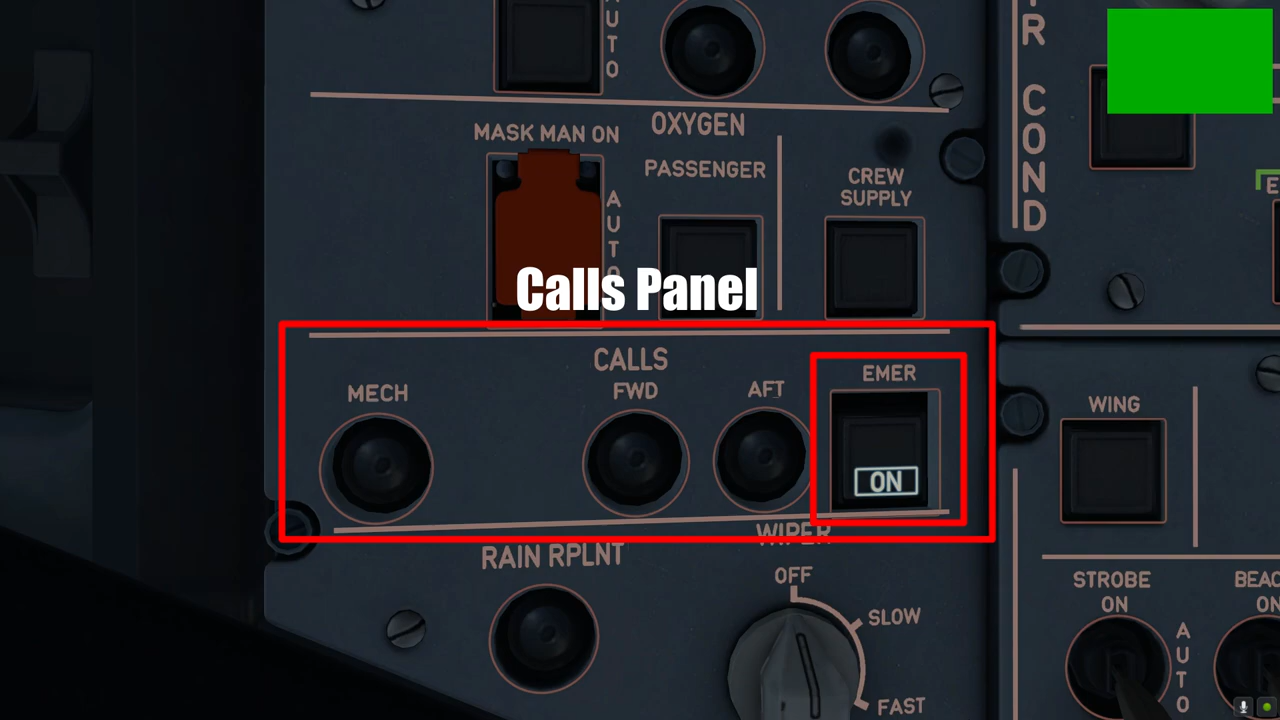 AUTO
MASK MAN ON
OXYGEN
PASSENGER
CREW
SUPPLY
AUTO
COND
Calls Panel
CALLS
MECH
FWD
AFT
EMER
ON
WING
WIPER
RAIN RPLNT
OFF
SLOW
FAST
STROBE
ON
AUTO
ON